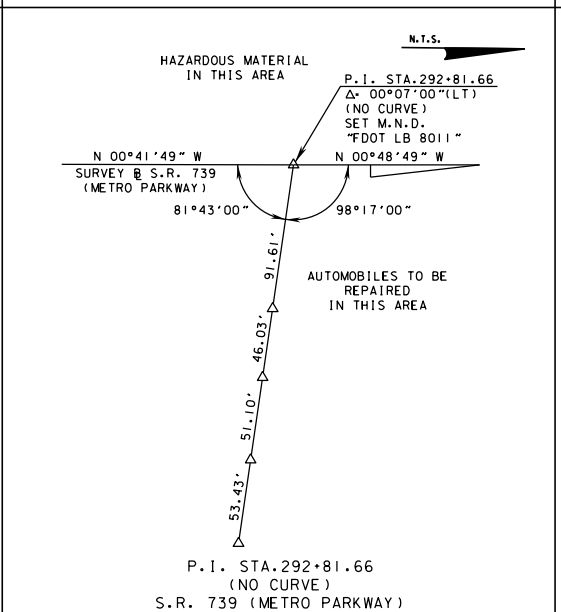 N.T.S.
HAZARDOUS MATERIAL
IN THIS AREA
P.I. STA.292+81.66
Δ= 00°07'00"(LT)
(NO CURVE)
SET M.N.D.
"FDOT LB 8011"
N 00°41'49" W
N 00°48'49" W
SURVEY ℄ S.R. 739
(METRO PARKWAY)
81°43'00"
98°17'00"
91.61'
AUTOMOBILES TO BE
REPAIRED
IN THIS AREA
46.03'
51.10'
53.43'
P.I. STA.292+81.66
(NO CURVE)
S.R. 739 (METRO PARKWAY)